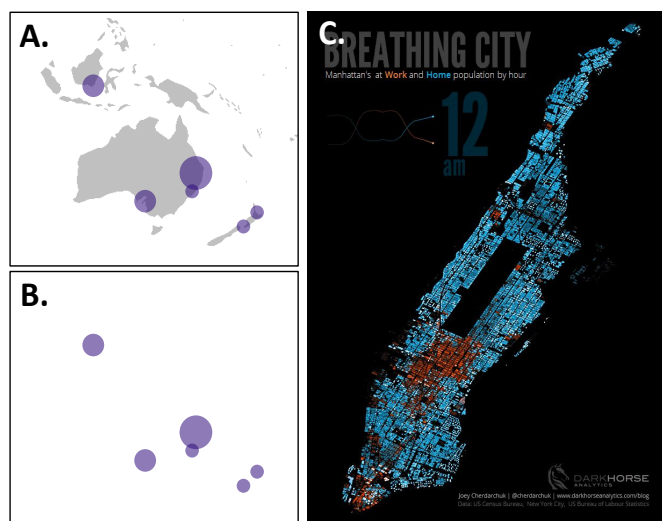 A.
B.
C.
BREATHING CITY
Manhattan's at Work and Home population by hour
12
am
DARKHORSE
ANALYTICS
Joey Cherdarchuk | @cherdarchuk | www.darkhorseanalytics.com/blog
Data: US Census Bureau, New York City, US Bureau of Labour Statistics